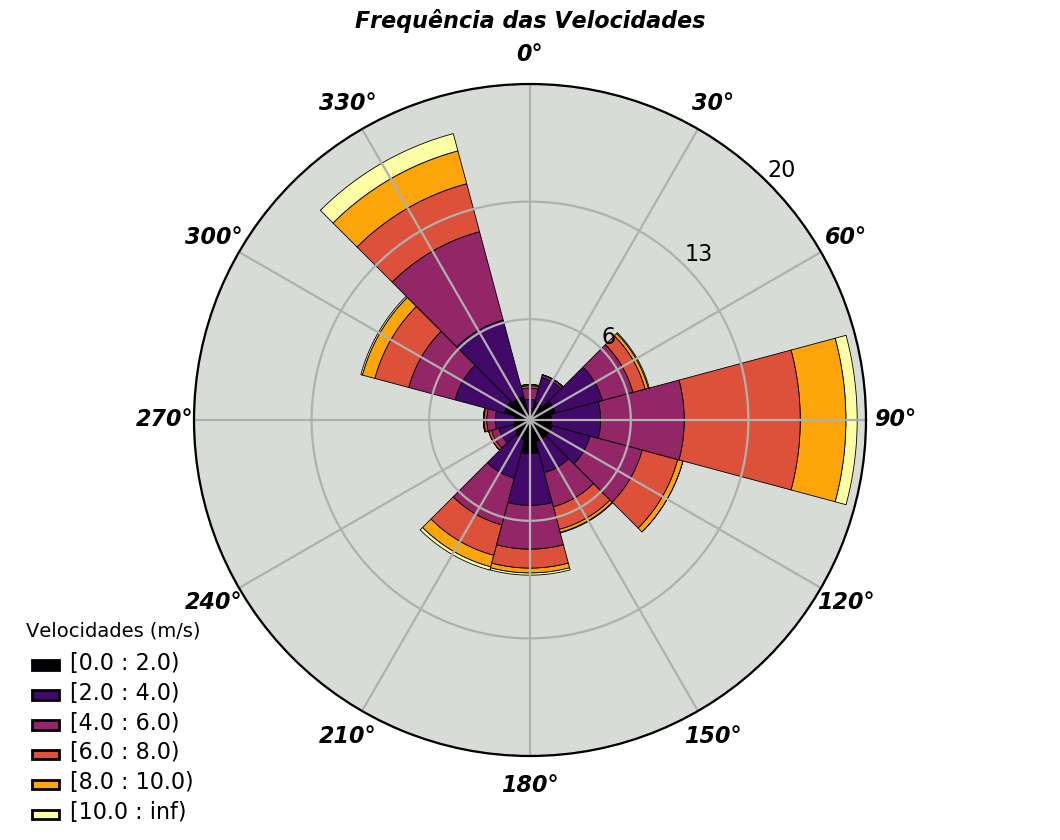 Frequência das Velocidades
0°
330°
30°
20
300°
60°
13
6
270°
90°
240°
120°
210°
150°
180°
Velocidades (m/s)
[0.0 : 2.0)
[2.0 : 4.0)
[4.0 : 6.0)
[6.0 : 8.0)
[8.0 : 10.0)
[10.0 : inf)